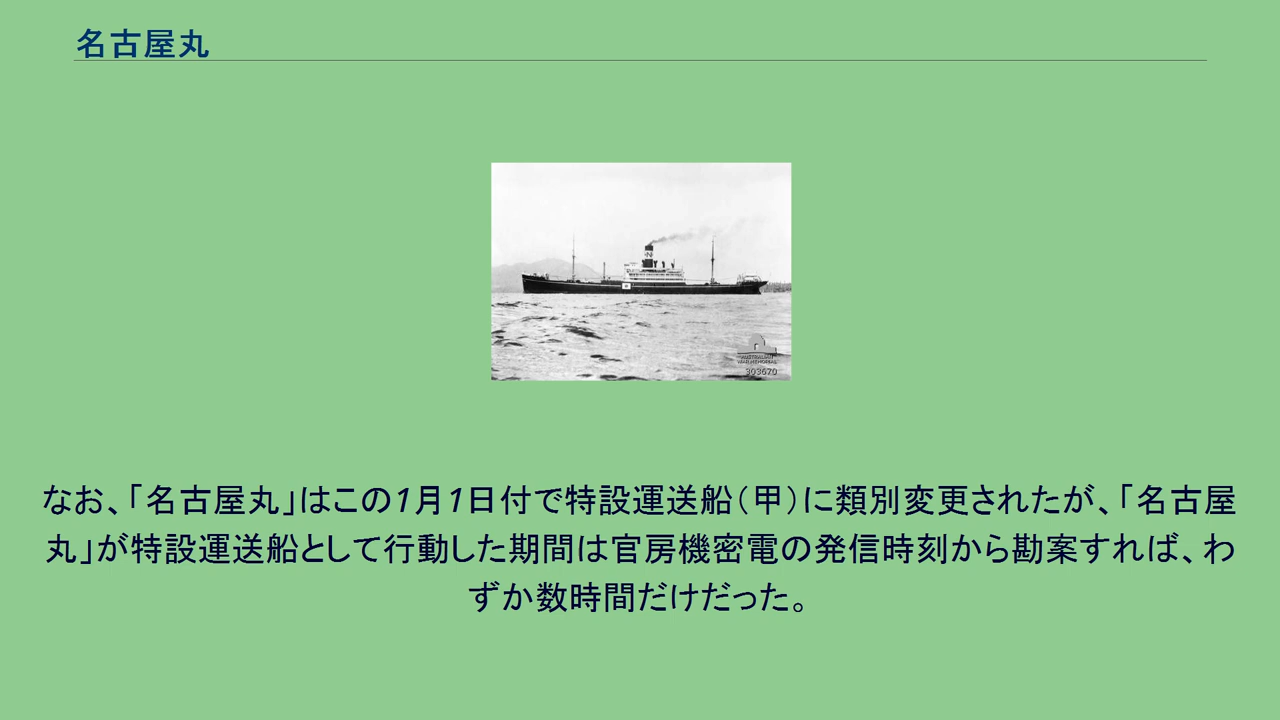 名古屋丸
AUSTRALIAN
WAR MEMORIAL
303670
なお、「名古屋丸」はこの1月1日付で特設運送船（甲）に類別変更されたが、「名古屋
丸」が特設運送船として行動した期間は官房機密電の発信時刻から勘案すれば、わ
ずか数時間だけだった。